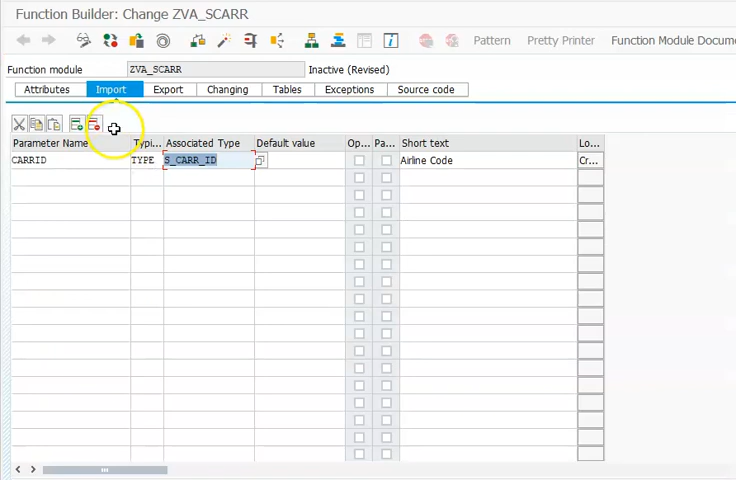 Function Builder: Change ZVA_SCARR
Pattern Pretty Printer Function Module Docume
Function module ZVA_SCARR Inactive (Revised)
Attributes Import Export Changing Tables Exceptions Source code
Parameter Name Typi... Associated Type Default value Op... Pa... Short text Lo...
CARRID TYPE S_CARR_ID Airline Code Cr...